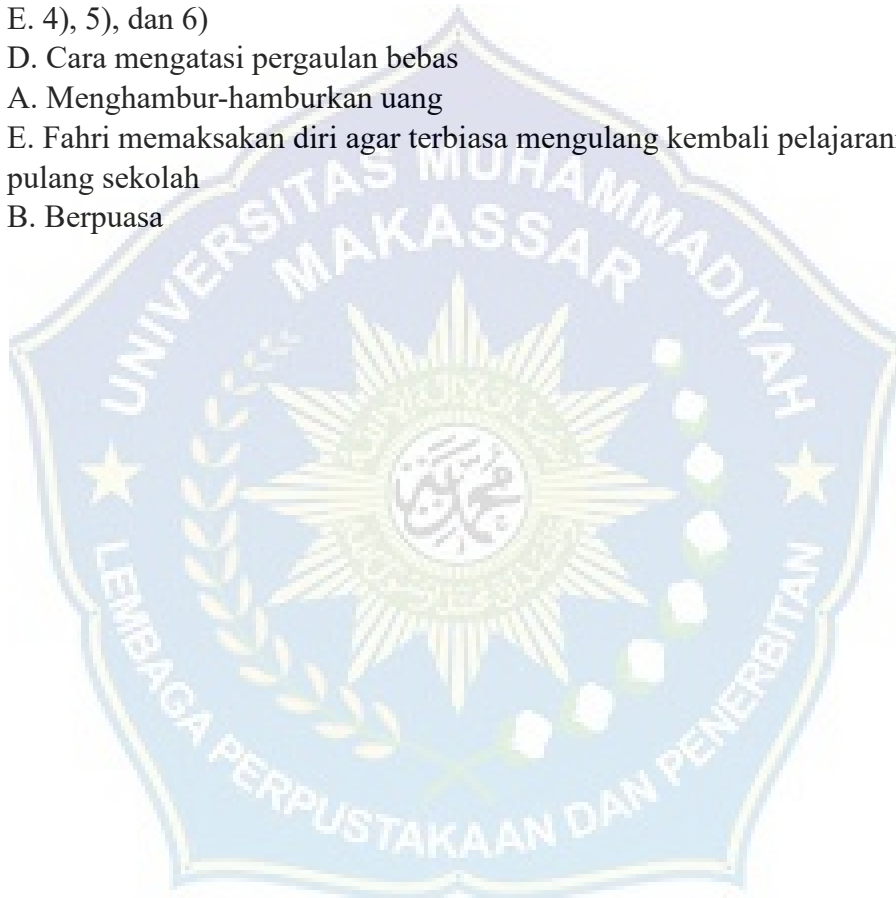 E. 4), 5), dan 6)
D. Cara mengatasi pergaulan bebas
A. Menghambur-hamburkan uang
E. Fahri memaksakan diri agar terbiasa mengulang kembali pelajaran
pulang sekolah
B. Berpuasa
UNIVERSITAS MUHAMMADIYAH
MAKASSAR
LEMBAGA PERPUSTAKAAN DAN PENERBITAN